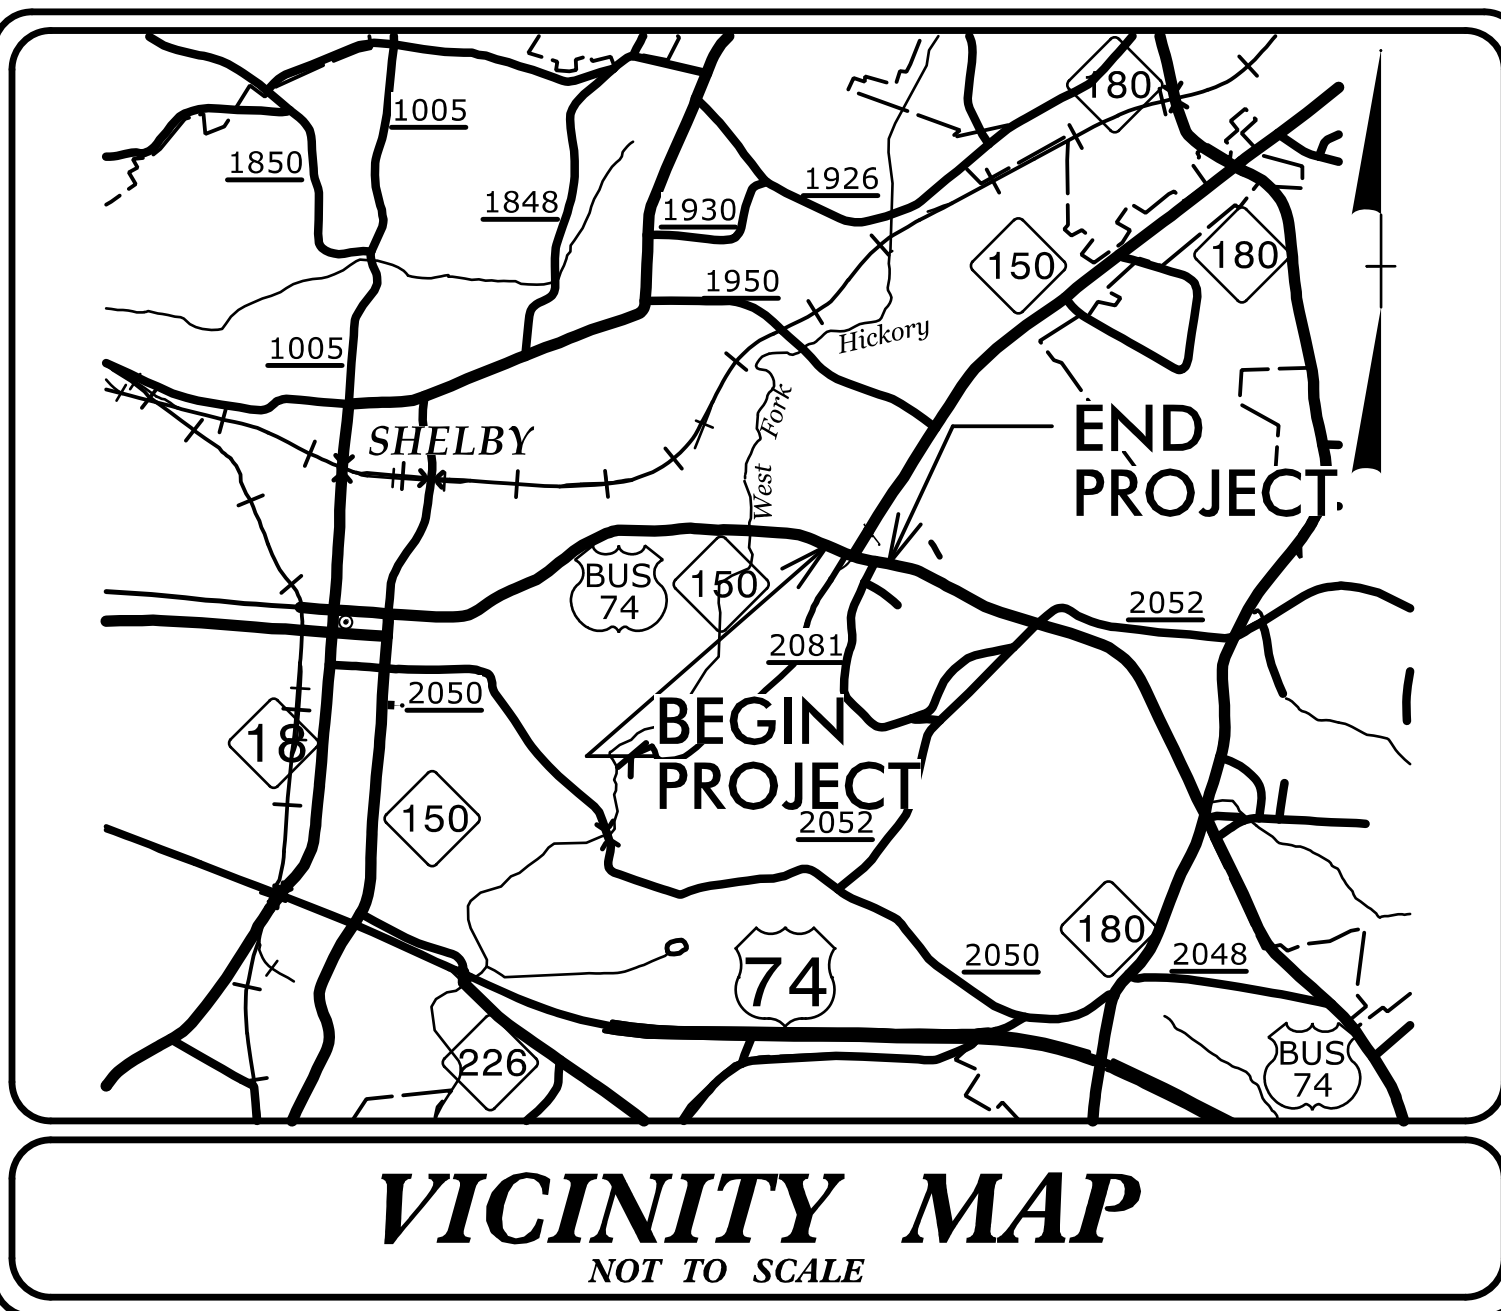 180
1005
1850
1926
1848
1930
150
180
1950
Hickory
1005
Fork
END
PROJECT
SHELBY
West
BUS
74
150
2052
2081
2050
BEGIN
PROJECT
18
150
2052
180
2050
2048
74
BUS
74
226
VICINITY MAP
NOT TO SCALE